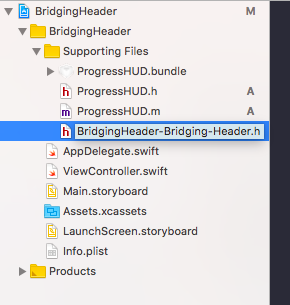 BridgingHeader M
BridgingHeader
Supporting Files
ProgressHUD.bundle
h ProgressHUD.h A
m ProgressHUD.m A
h BridgingHeader-Bridging-Header.h
AppDelegate.swift
ViewController.swift
Main.storyboard
Assets.xcassets
LaunchScreen.storyboard
Info.plist
Products